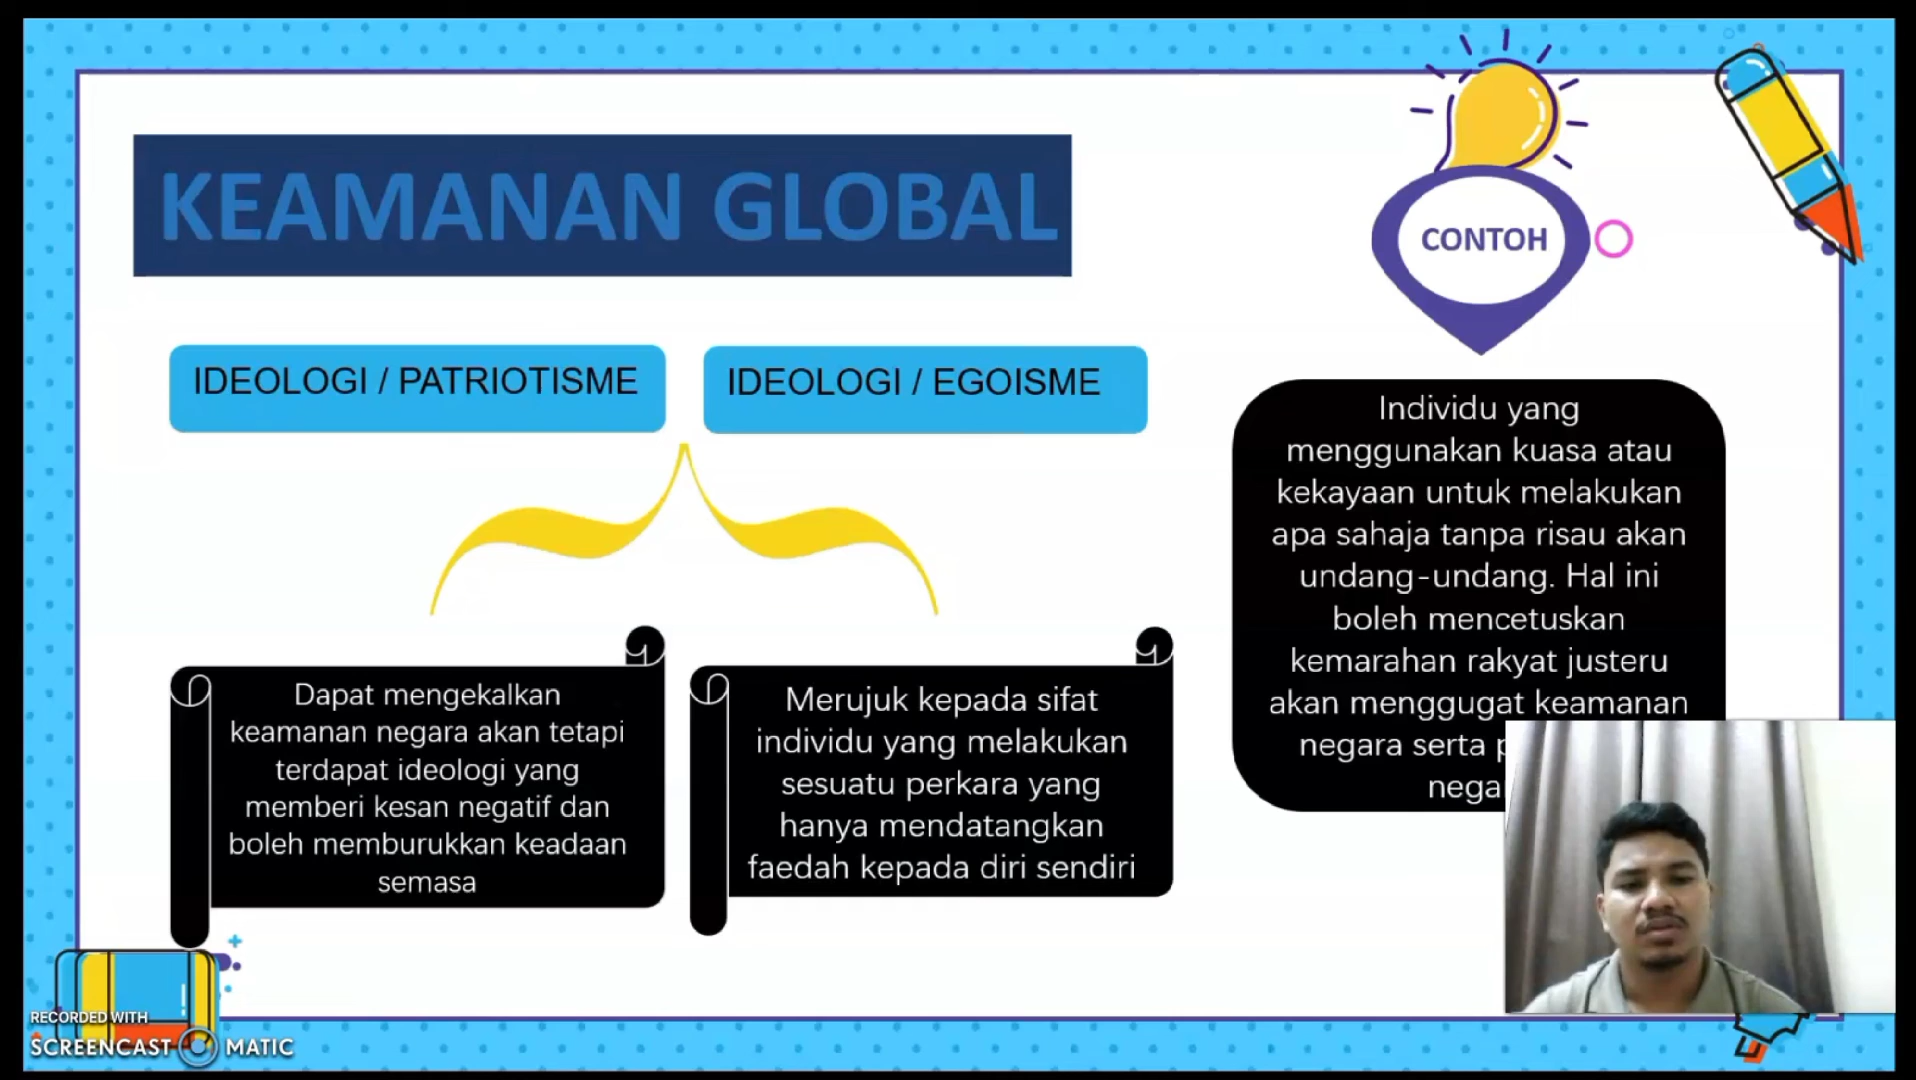 KEAMANAN GLOBAL
CONTOH
IDEOLOGI / PATRIOTISME
IDEOLOGI / EGOISME
Dapat mengekalkan
keamanan negara akan tetapi
terdapat ideologi yang
memberi kesan negatif dan
boleh memburukkan keadaan
semasa
Merujuk kepada sifat
individu yang melakukan
sesuatu perkara yang
hanya mendatangkan
faedah kepada diri sendiri
Individu yang
menggunakan kuasa atau
kekayaan untuk melakukan
apa sahaja tanpa risau akan
undang-undang. Hal ini
boleh mencetuskan
kemarahan rakyat justeru
akan menggugat keamanan
negara serta
RECORDED WITH
SCREENCAST MATIC